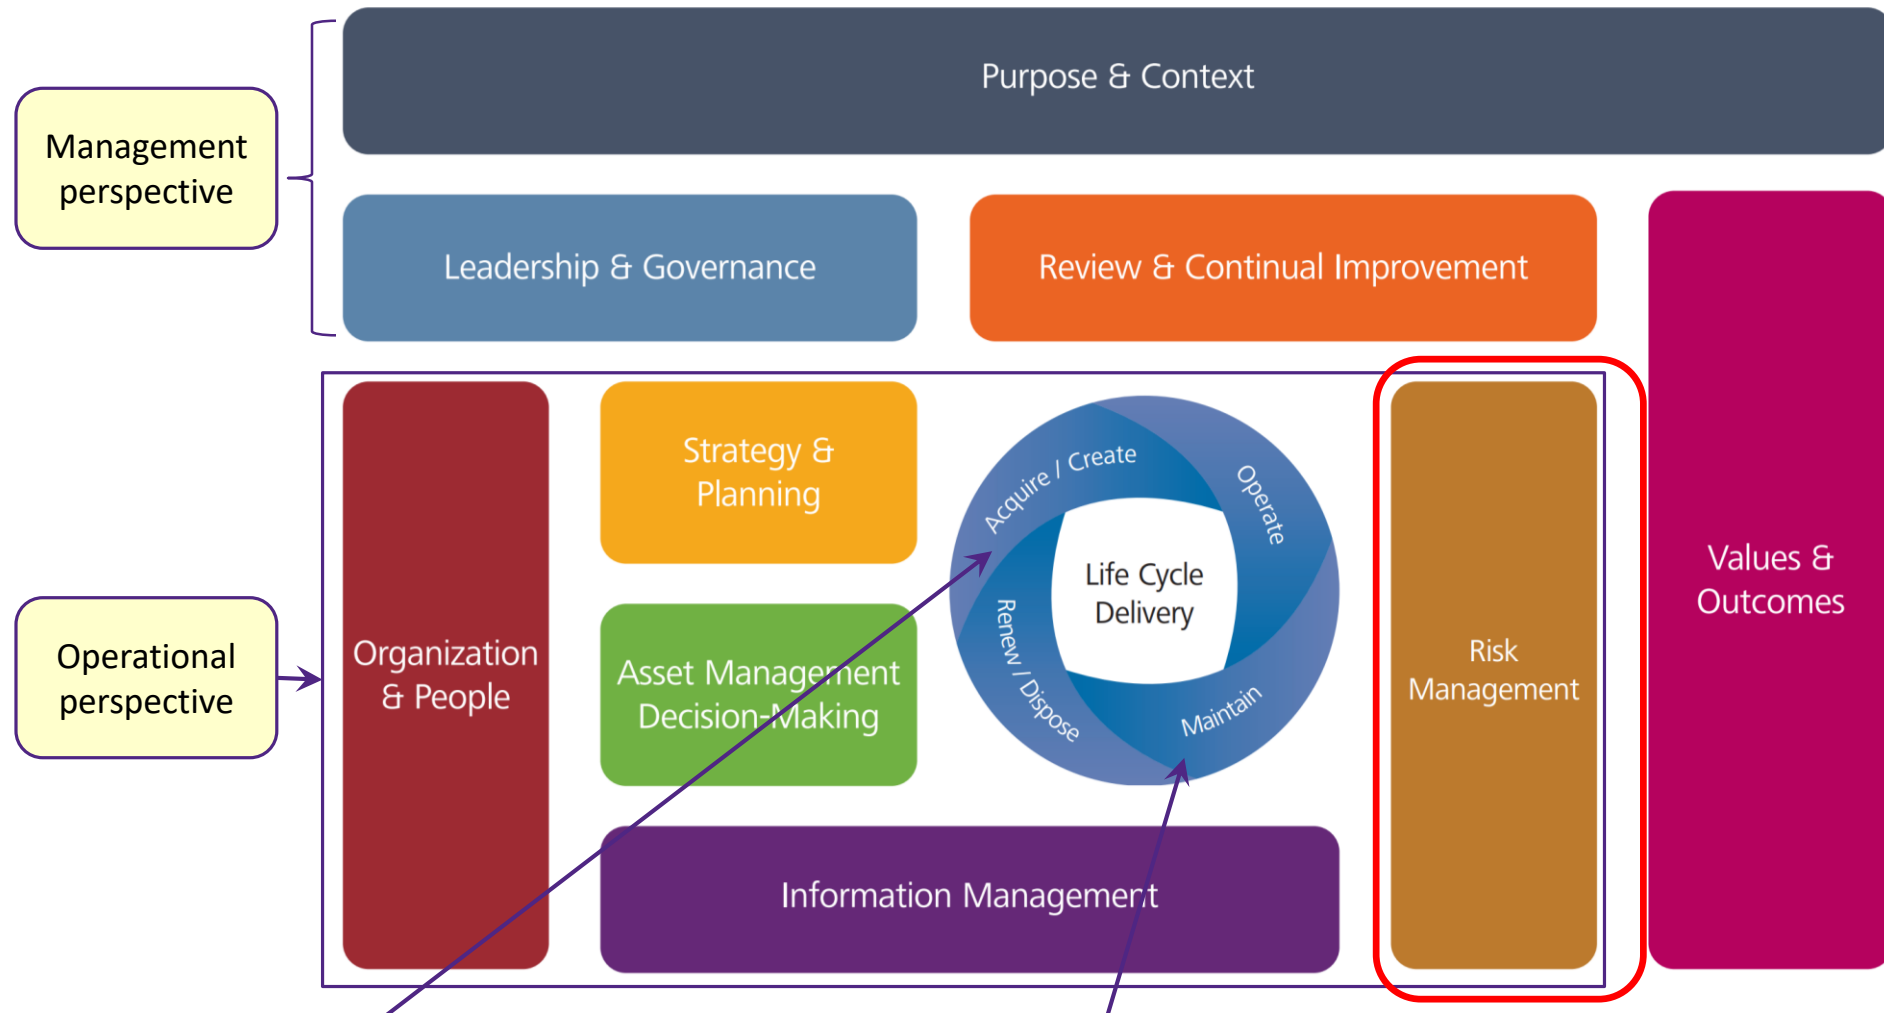 Purpose & Context
Management
perspective
Leadership & Governance
Review & Continual Improvement
Strategy &
Planning
Acquire / Create
Operate
Life Cycle
Delivery
Renew / Dispose
Maintain
Values &
Outcomes
Operational
perspective
Organization
& People
Asset Management
Decision-Making
Risk
Management
Information Management